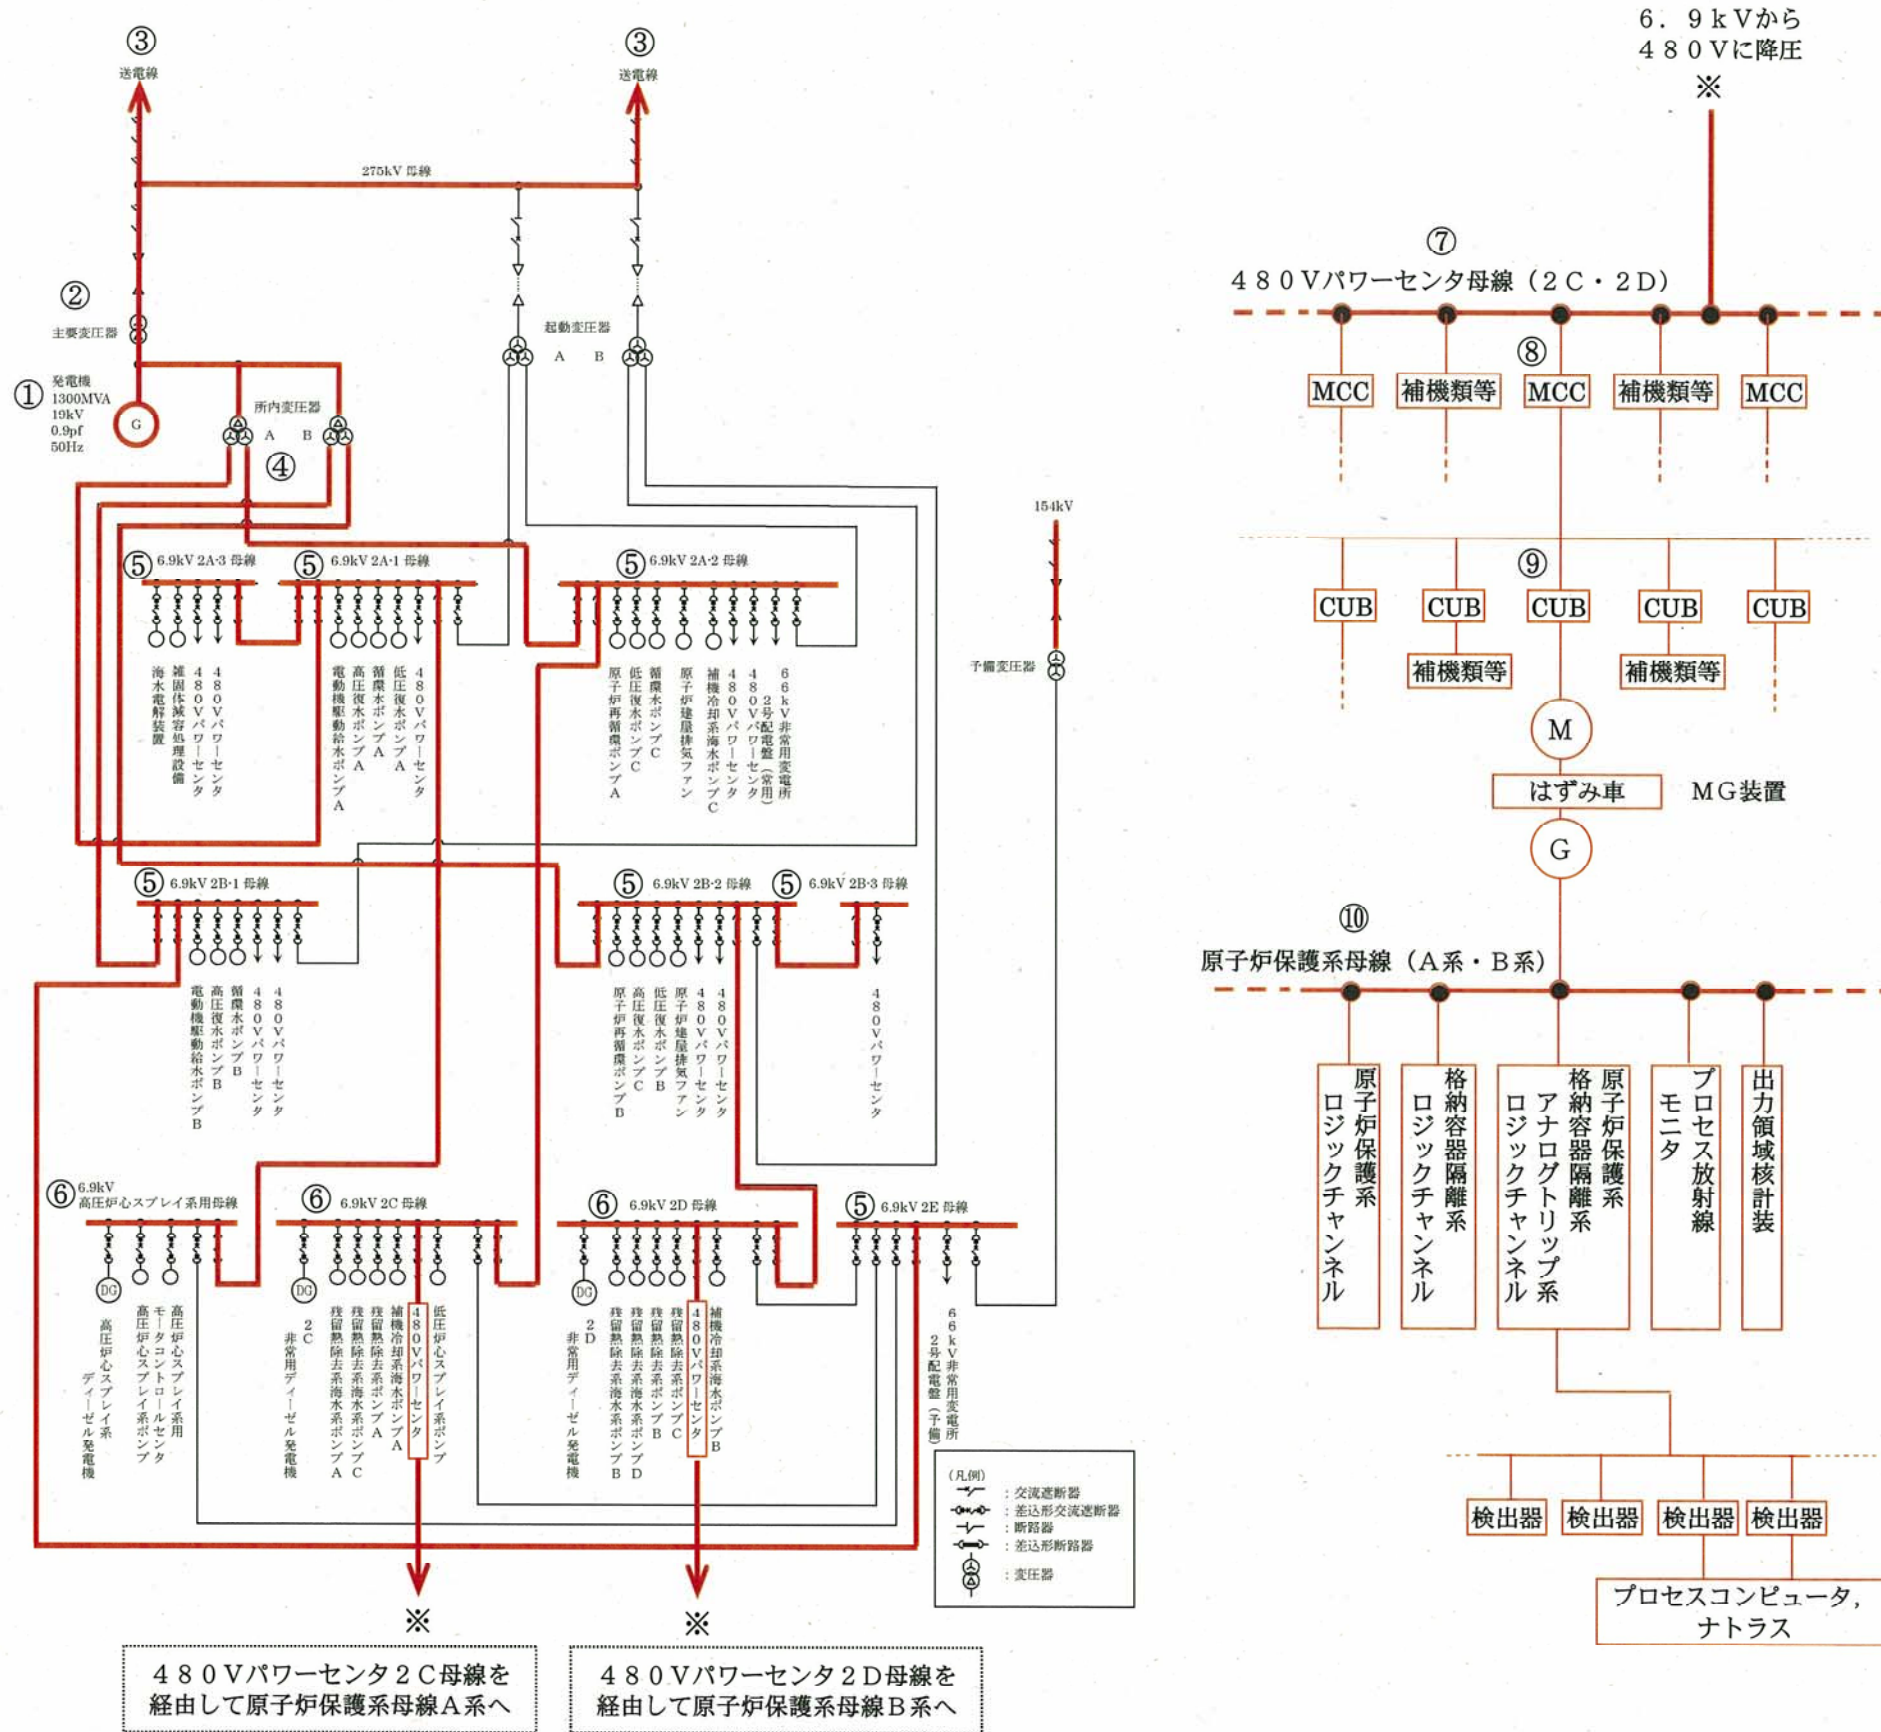 ③
送電線
③
送電線
275kV 母線
②
主要変圧器
①
発電機
1300MVA
19kV
0.9pf
50Hz
G
所内変圧器
A B
④
起動変圧器
A B
154kV
予備変圧器
⑤ 6.9kV 2A-3 母線
海水電解装置
雑固体減容処理設備
480Vパワーセンタ
480Vパワーセンタ
⑤ 6.9kV 2A-1 母線
電動機駆動給水ポンプA
高圧復水ポンプA
循環水ポンプA
低圧復水ポンプA
480Vパワーセンタ
⑤ 6.9kV 2A-2 母線
原子炉再循環ポンプA
低圧復水ポンプC
循環水ポンプC
原子炉建屋排気ファン
補機冷却系海水ポンプC
480Vパワーセンタ
480Vパワーセンタ
66kV非常用変電所
2号配電盤(常用)
⑤ 6.9kV 2B-1 母線
電動機駆動給水ポンプB
高圧復水ポンプB
循環水ポンプB
480Vパワーセンタ
480Vパワーセンタ
⑤ 6.9kV 2B-2 母線
原子炉再循環ポンプB
高圧復水ポンプC
低圧復水ポンプB
原子炉建屋排気ファン
480Vパワーセンタ
480Vパワーセンタ
⑤ 6.9kV 2B-3 母線
480Vパワーセンタ
⑥ 6.9kV
高圧炉心スプレイ系用母線
DG
高圧炉心スプレイ系
ディーゼル発電機
高圧炉心スプレイ系ポンプ
高圧炉心スプレイ系用
モータコントロールセンタ
⑥ 6.9kV 2C 母線
DG
2C
非常用ディーゼル発電機
残留熱除去系海水系ポンプA
残留熱除去系海水系ポンプC
残留熱除去系ポンプA
補機冷却系海水ポンプA
480Vパワーセンタ
低圧炉心スプレイ系ポンプ
⑥ 6.9kV 2D 母線
DG
2D
非常用ディーゼル発電機
残留熱除去系海水系ポンプB
残留熱除去系海水系ポンプD
残留熱除去系ポンプB
残留熱除去系ポンプC
480Vパワーセンタ
補機冷却系海水ポンプB
⑤ 6.9kV 2E 母線
66kV非常用変電所
2号配電盤(予備)
(凡例)
:交流遮断器
:差込形交流遮断器
:断路器
:差込形断路器
:変圧器
※
※
480Vパワーセンタ2C母線を
経由して原子炉保護系母線A系へ
480Vパワーセンタ2D母線を
経由して原子炉保護系母線B系へ
6.9kVから
480Vに降圧
※
⑦
480Vパワーセンタ母線(2C・2D)
⑧
MCC 補機類等 MCC 補機類等 MCC
⑨
CUB CUB CUB CUB CUB
補機類等 補機類等
M
はずみ車 MG装置
G
⑩
原子炉保護系母線(A系・B系)
原子炉保護系
ロジックチャンネル
格納容器隔離系
ロジックチャンネル
原子炉保護系
格納容器隔離系
アナログトリップ系
ロジックチャンネル
プロセス放射線
モニタ
出力領域核計装
検出器 検出器 検出器 検出器
プロセスコンピュータ,
ナトラス